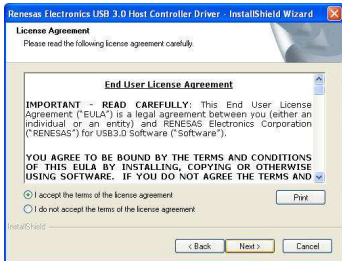 Renesas Electronics USB 3.0 Host Controller Driver - InstallShield Wizard
License Agreement
Please read the following license agreement carefully.
End User License Agreement
IMPORTANT - READ CAREFULLY: This End User License
Agreement ("EULA") is a legal agreement between you (either an
individual or an entity) and RENESAS Electronics Corporation
("RENESAS") for USB3.0 Software ("Software").
YOU AGREE TO BE BOUND BY THE TERMS AND CONDITIONS
OF THIS EULA BY INSTALLING, COPYING OR OTHERWISE
USING SOFTWARE. IF YOU DO NOT AGREE THE TERMS AND
I accept the terms of the license agreement
Print
I do not accept the terms of the license agreement
InstallShield
< Back Next > Cancel